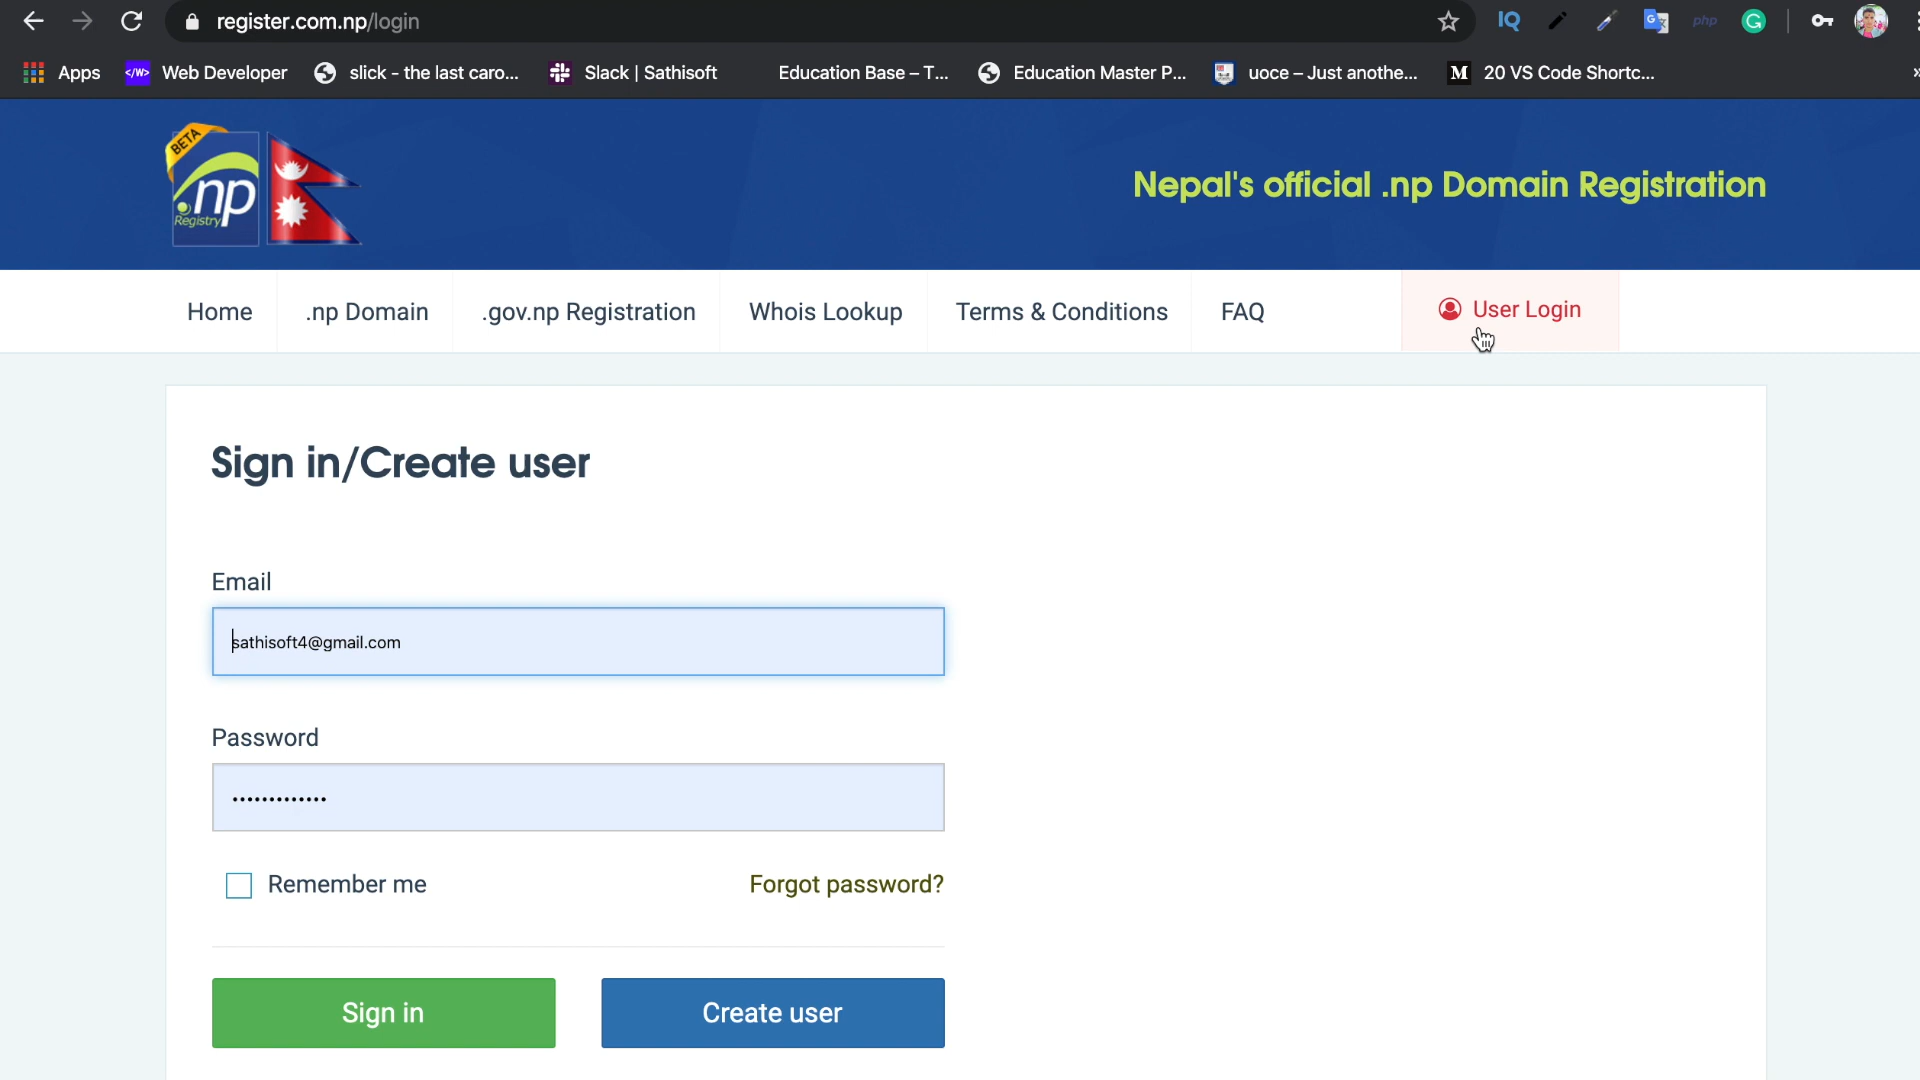 register.com.np/login
IQ
php
G
Apps
</W> Web Developer
slick - the last caro...
Slack | Sathisoft
Education Base – T...
Education Master P...
uoce – Just anothe...
M 20 VS Code Shortc...
BETA
.np
Registry
Nepal's official .np Domain Registration
Home
.np Domain
.gov.np Registration
Whois Lookup
Terms & Conditions
FAQ
User Login
Sign in/Create user
Email
sathisoft4@gmail.com
Password
•••••••••••••
Remember me
Forgot password?
Sign in
Create user